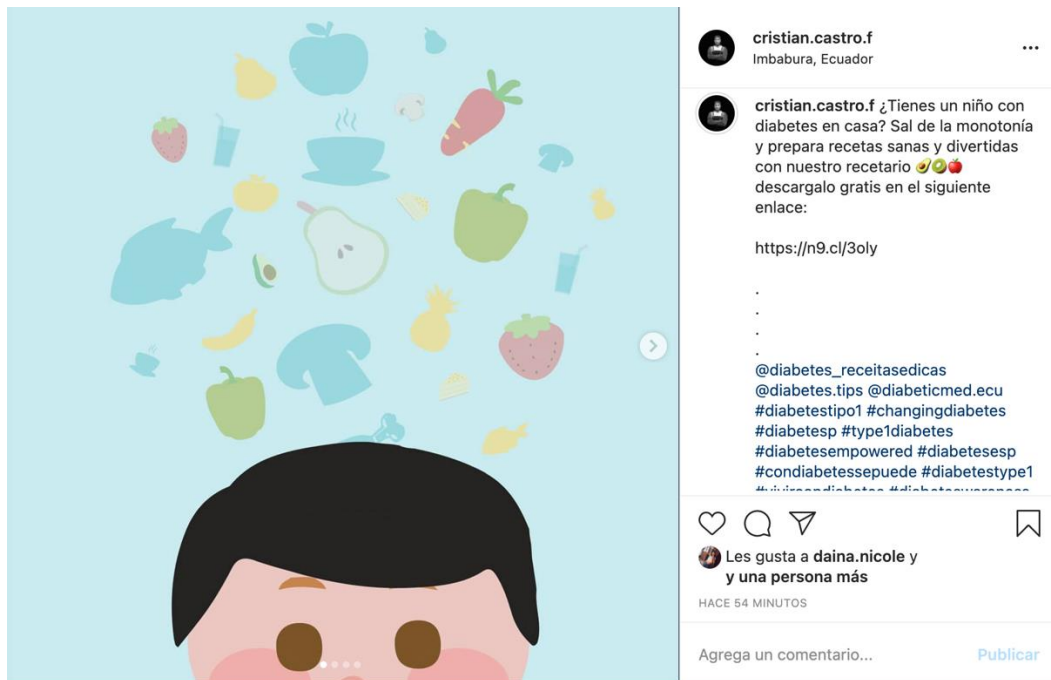 cristian.castro.f
Imbabura, Ecuador
cristian.castro.f ¿Tienes un niño con
diabetes en casa? Sal de la monotonía
y prepara recetas sanas y divertidas
con nuestro recetario 🥑🥝🍎
descargalo gratis en el siguiente
enlace:
https://n9.cl/3oly
.
.
.
.
@diabetes_receitasedicas
@diabetes.tips @diabeticmed.ecu
#diabetestipo1 #changingdiabetes
#diabetesp #type1diabetes
#diabetesempowered #diabetesesp
#condiabetessepuede #diabetestype1
Les gusta a daina.nicole y
y una persona más
HACE 54 MINUTOS
Agrega un comentario...
Publicar